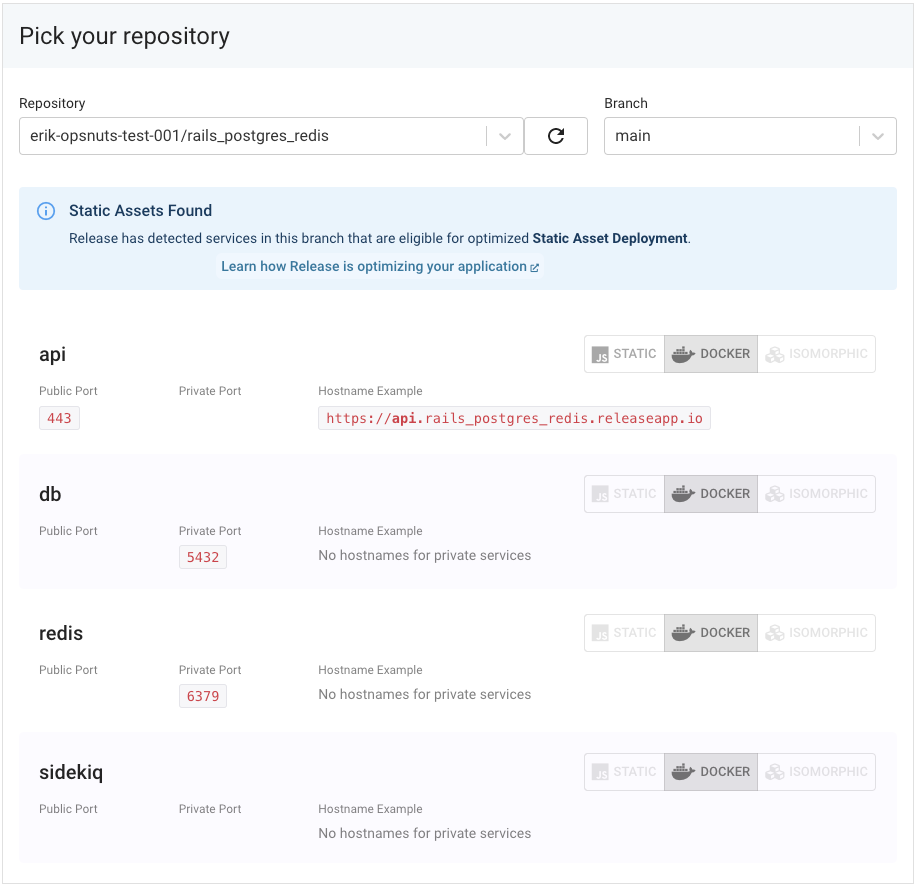 Pick your repository
Repository Branch
erik-opsnuts-test-001/rails_postgres_redis main
Static Assets Found
Release has detected services in this branch that are eligible for optimized Static Asset Deployment.
Learn how Release is optimizing your application
api JS STATIC DOCKER ISOMORPHIC
Public Port Private Port Hostname Example
443 https://api.rails_postgres_redis.releaseapp.io
db JS STATIC DOCKER ISOMORPHIC
Public Port Private Port Hostname Example
5432 No hostnames for private services
redis JS STATIC DOCKER ISOMORPHIC
Public Port Private Port Hostname Example
6379 No hostnames for private services
sidekiq JS STATIC DOCKER ISOMORPHIC
Public Port Private Port Hostname Example
No hostnames for private services